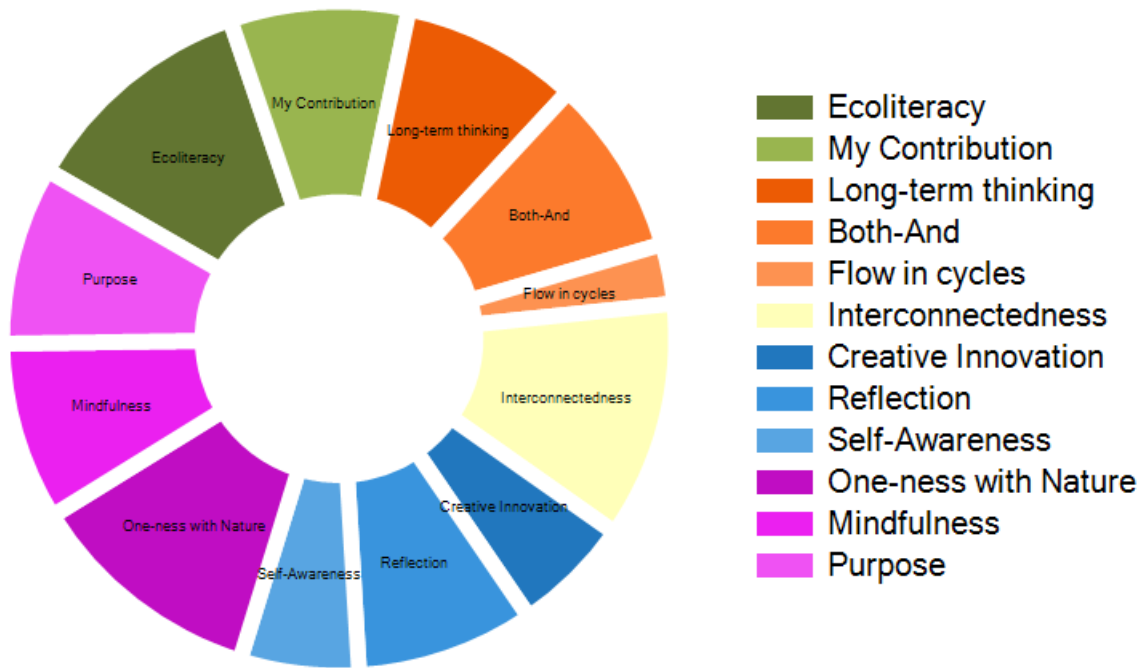 My Contribution
Long-term thinking
Ecoliteracy
Both-And
Purpose
Flow in cycles
Mindfulness
Interconnectedness
One-ness with Nature
Creative Innovation
Self-Awareness
Reflection
Ecoliteracy
My Contribution
Long-term thinking
Both-And
Flow in cycles
Interconnectedness
Creative Innovation
Reflection
Self-Awareness
One-ness with Nature
Mindfulness
Purpose